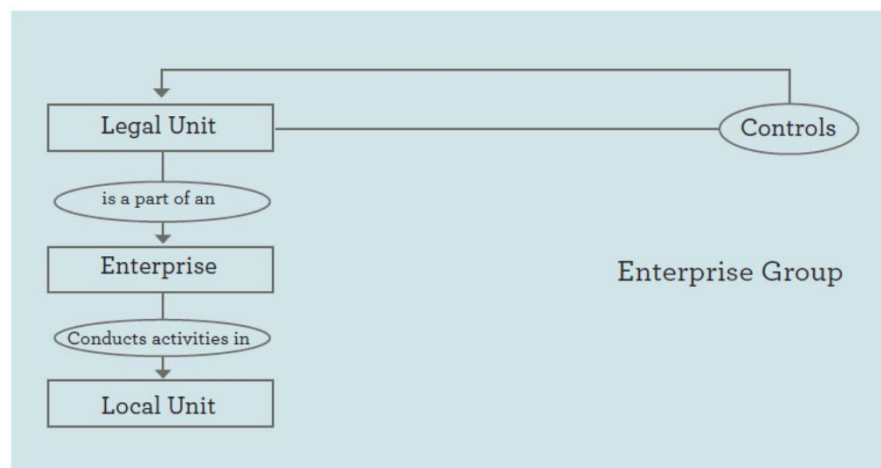 Legal Unit
Controls
is a part of an
Enterprise
Enterprise Group
Conducts activities in
Local Unit